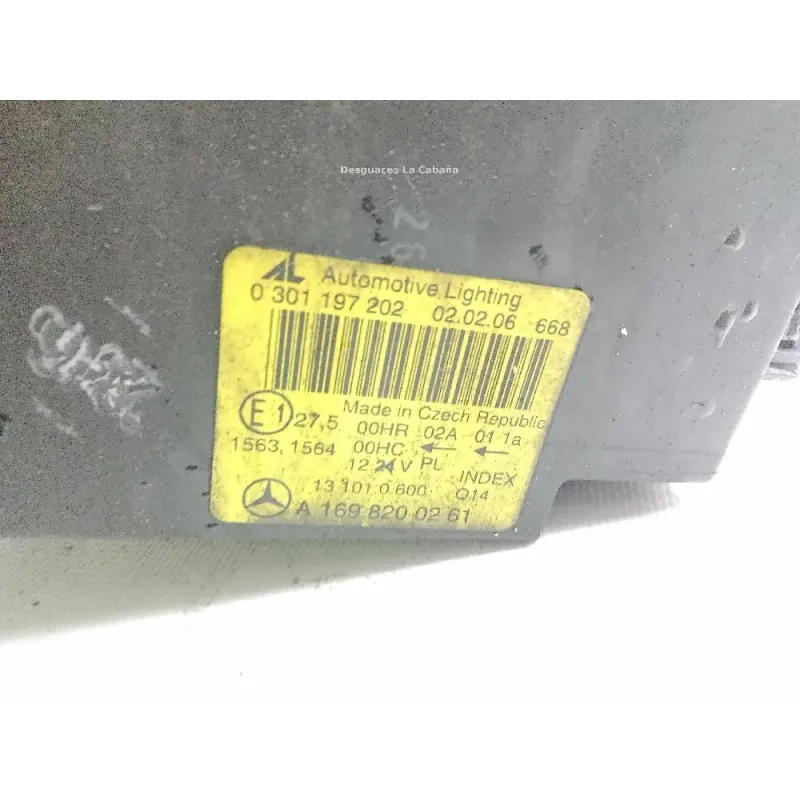 Desguaces La Cabaña
26
AL Automotive Lighting
0 301 197 202 02.02.06 668
Made in Czech Republic
E1 27,5 00HR 02A 01 1a
1563, 1564 00HC ← ←
12 24 V PL
INDEX
13 101 0 600 Q14
A 169 820 02 61